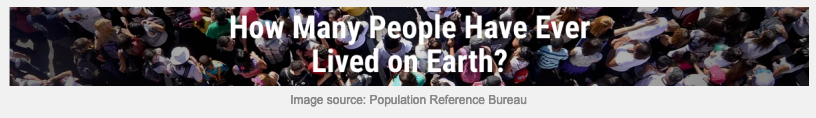 How Many People Have Ever
Lived on Earth?
Image source: Population Reference Bureau